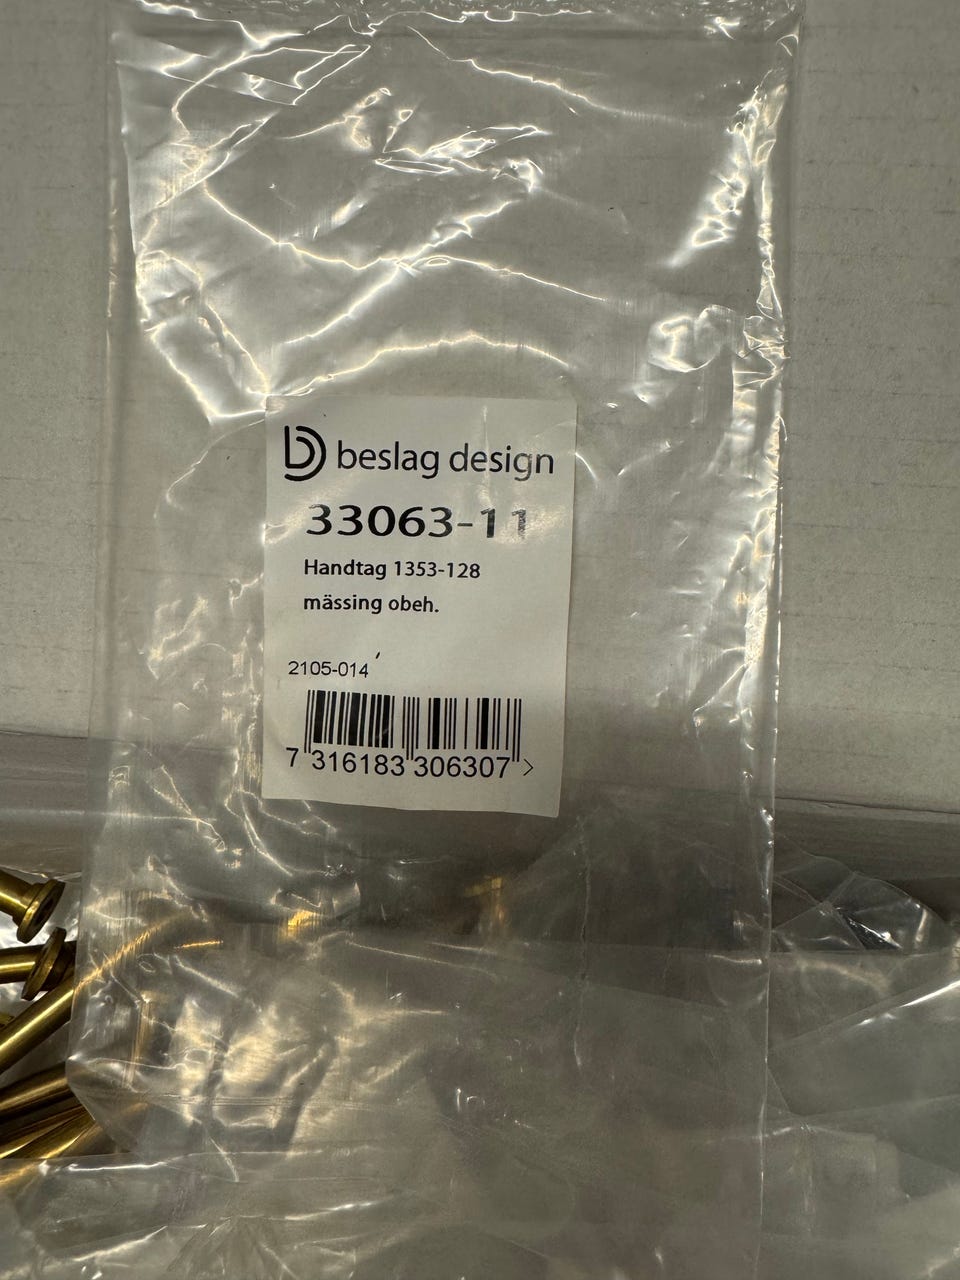 beslag design
33063-11
Handtag 1353-128
mässing obeh.
2105-014
7 316183 306307 >